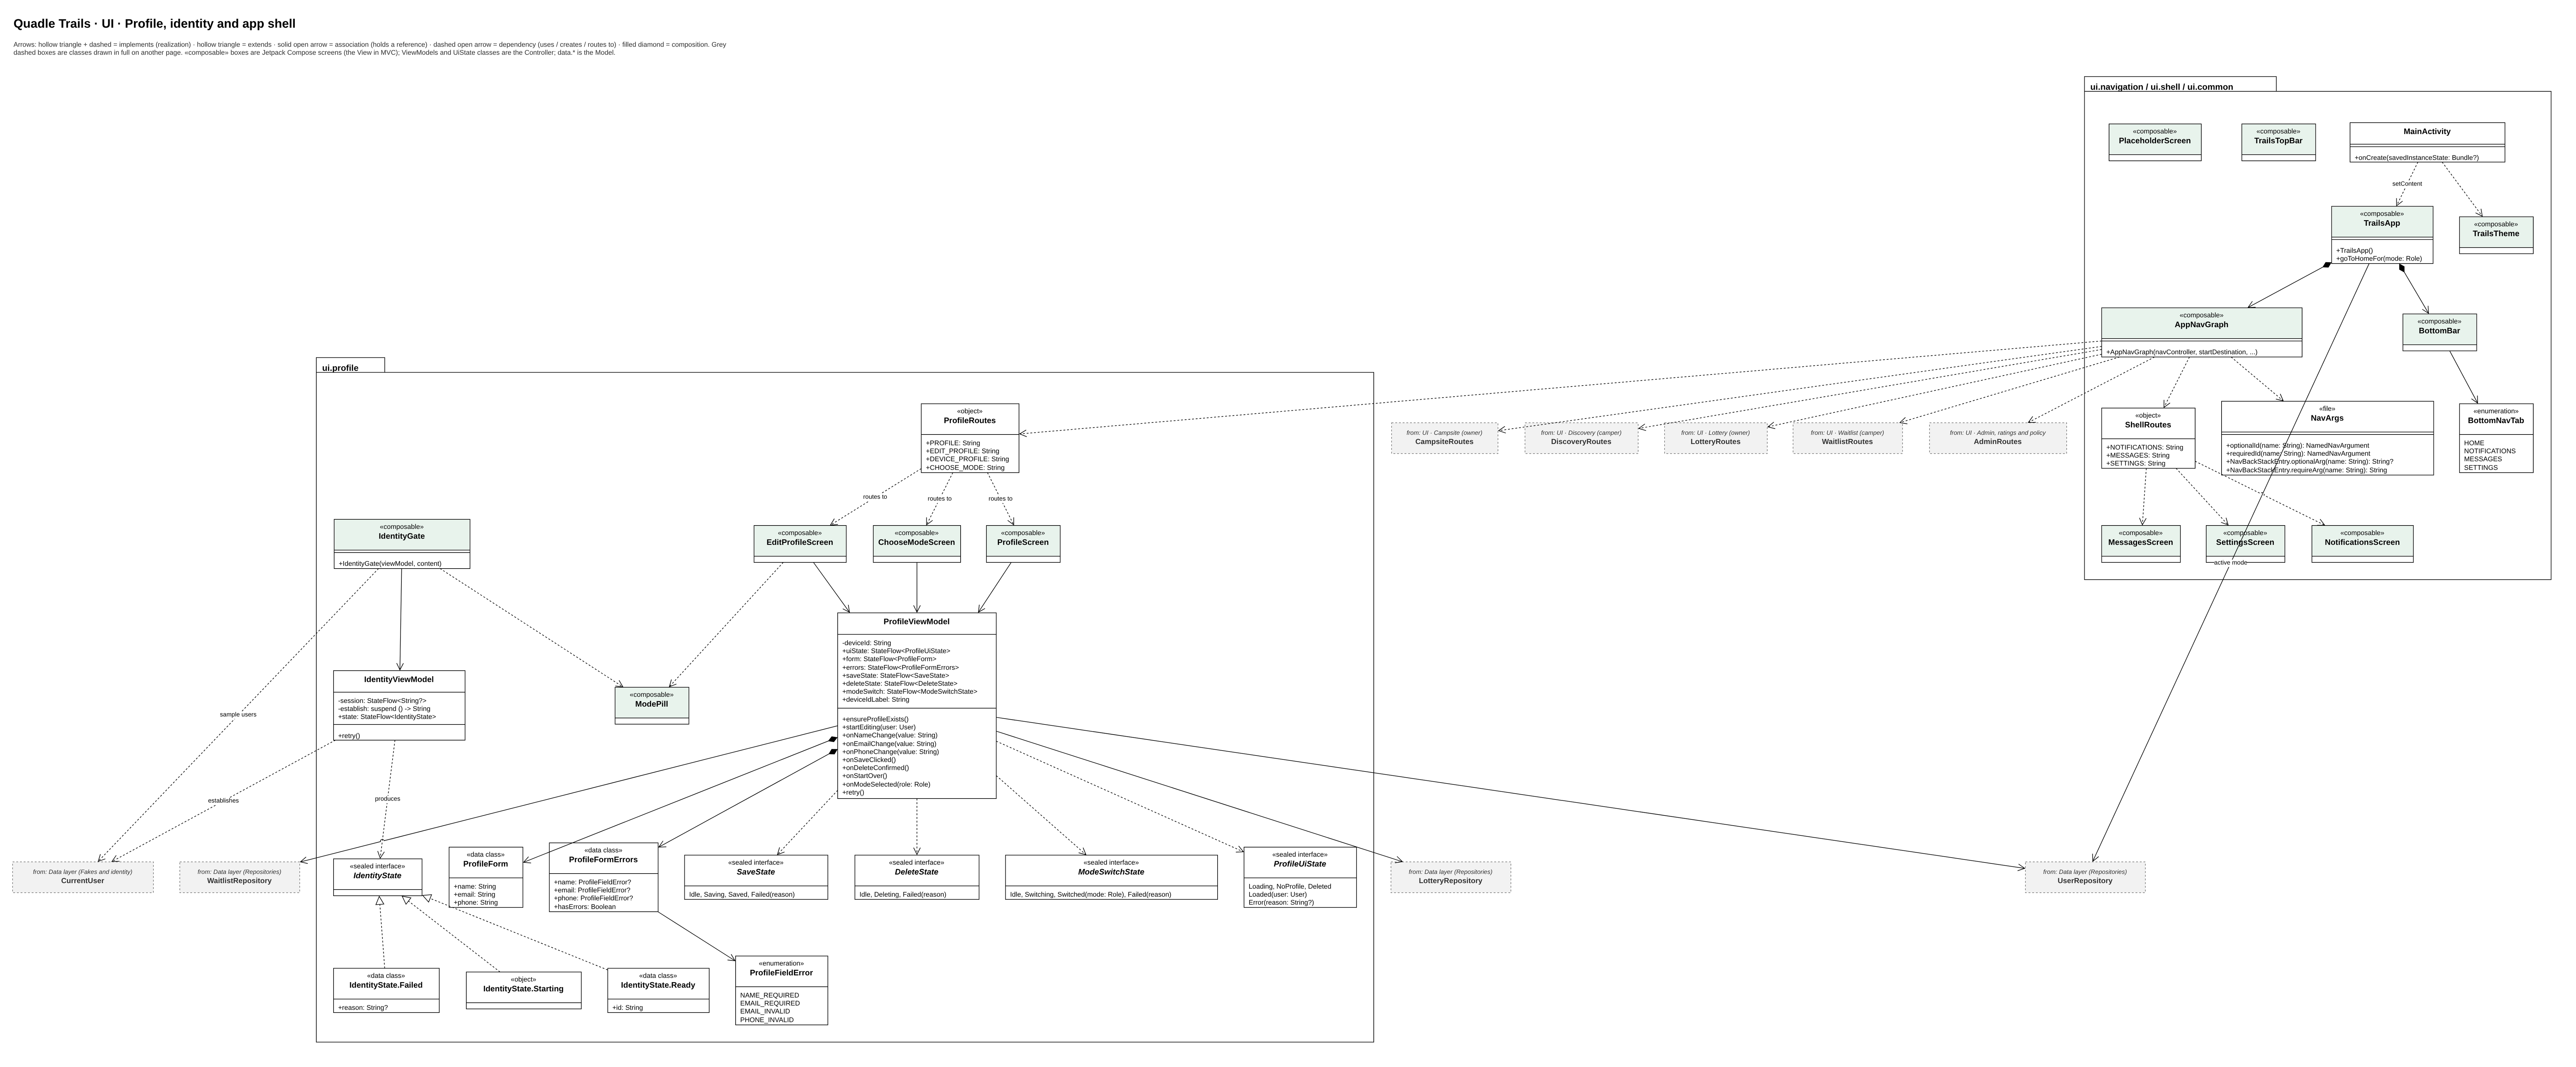 Quadle Trails · UI · Profile, identity and app shell
Arrows: hollow triangle + dashed = implements (realization) · hollow triangle = extends · solid open arrow = association (holds a reference) · dashed open arrow = dependency (uses / creates / routes to) · filled diamond = composition. Grey
dashed boxes are classes drawn in full on another page. «composable» boxes are Jetpack Compose screens (the View in MVC); ViewModels and UiState classes are the Controller; data.* is the Model.
ui.navigation / ui.shell / ui.common
«composable»
PlaceholderScreen
«composable»
TrailsTopBar
MainActivity
+onCreate(savedInstanceState: Bundle?)
setContent
«composable»
TrailsApp
+TrailsApp()
+goToHomeFor(mode: Role)
«composable»
TrailsTheme
«composable»
AppNavGraph
+AppNavGraph(navController, startDestination, ...)
«composable»
BottomBar
«object»
ShellRoutes
+NOTIFICATIONS: String
+MESSAGES: String
+SETTINGS: String
«file»
NavArgs
+optionalId(name: String): NamedNavArgument
+requiredId(name: String): NamedNavArgument
+NavBackStackEntry.optionalArg(name: String): String?
+NavBackStackEntry.requireArg(name: String): String
«enumeration»
BottomNavTab
HOME
NOTIFICATIONS
MESSAGES
SETTINGS
«composable»
MessagesScreen
«composable»
SettingsScreen
active mode
«composable»
NotificationsScreen
from: UI · Campsite (owner)
CampsiteRoutes
from: UI · Discovery (camper)
DiscoveryRoutes
from: UI · Lottery (owner)
LotteryRoutes
from: UI · Waitlist (camper)
WaitlistRoutes
from: UI · Admin, ratings and policy
AdminRoutes
ui.profile
«object»
ProfileRoutes
+PROFILE: String
+EDIT_PROFILE: String
+DEVICE_PROFILE: String
+CHOOSE_MODE: String
routes to
routes to
routes to
«composable»
IdentityGate
+IdentityGate(viewModel, content)
«composable»
EditProfileScreen
«composable»
ChooseModeScreen
«composable»
ProfileScreen
ProfileViewModel
-deviceId: String
+uiState: StateFlow<ProfileUiState>
+form: StateFlow<ProfileForm>
+errors: StateFlow<ProfileFormErrors>
+saveState: StateFlow<SaveState>
+deleteState: StateFlow<DeleteState>
+modeSwitch: StateFlow<ModeSwitchState>
+deviceIdLabel: String
+ensureProfileExists()
+startEditing(user: User)
+onNameChange(value: String)
+onEmailChange(value: String)
+onPhoneChange(value: String)
+onSaveClicked()
+onDeleteConfirmed()
+onStartOver()
+onModeSelected(role: Role)
+retry()
IdentityViewModel
-session: StateFlow<String?>
-establish: suspend () -> String
+state: StateFlow<IdentityState>
+retry()
«composable»
ModePill
sample users
establishes
produces
from: Data layer (Fakes and identity)
CurrentUser
from: Data layer (Repositories)
WaitlistRepository
«sealed interface»
IdentityState
«data class»
ProfileForm
+name: String
+email: String
+phone: String
«data class»
ProfileFormErrors
+name: ProfileFieldError?
+email: ProfileFieldError?
+phone: ProfileFieldError?
+hasErrors: Boolean
«sealed interface»
SaveState
Idle, Saving, Saved, Failed(reason)
«sealed interface»
DeleteState
Idle, Deleting, Failed(reason)
«sealed interface»
ModeSwitchState
Idle, Switching, Switched(mode: Role), Failed(reason)
«sealed interface»
ProfileUiState
Loading, NoProfile, Deleted
Loaded(user: User)
Error(reason: String?)
from: Data layer (Repositories)
LotteryRepository
from: Data layer (Repositories)
UserRepository
«data class»
IdentityState.Failed
+reason: String?
«object»
IdentityState.Starting
«data class»
IdentityState.Ready
+id: String
«enumeration»
ProfileFieldError
NAME_REQUIRED
EMAIL_REQUIRED
EMAIL_INVALID
PHONE_INVALID